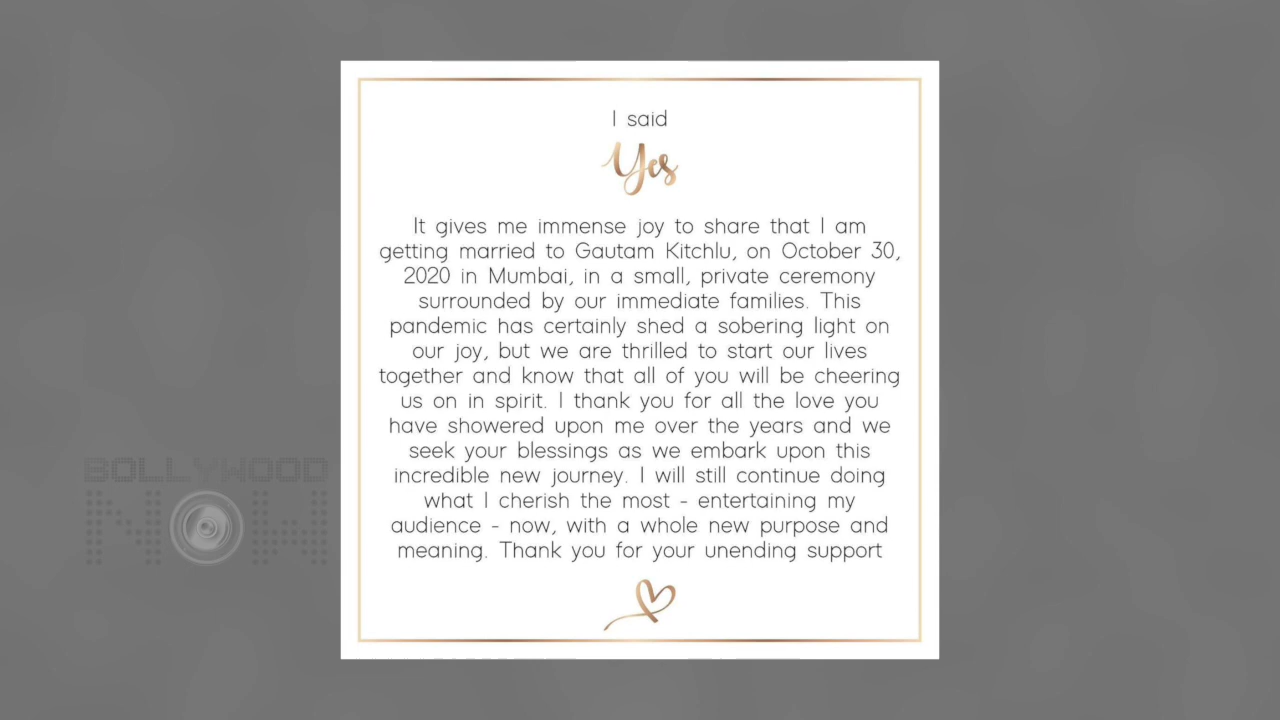 I said
Yes
It gives me immense joy to share that I am
getting married to Gautam Kitchlu, on October 30,
2020 in Mumbai, in a small, private ceremony
surrounded by our immediate families. This
pandemic has certainly shed a sobering light on
our joy, but we are thrilled to start our lives
together and know that all of you will be cheering
us on in spirit. I thank you for all the love you
have showered upon me over the years and we
seek your blessings as we embark upon this
incredible new journey. I will still continue doing
what I cherish the most - entertaining my
audience - now, with a whole new purpose and
meaning. Thank you for your unending support
BOLLYWOOD
NOW